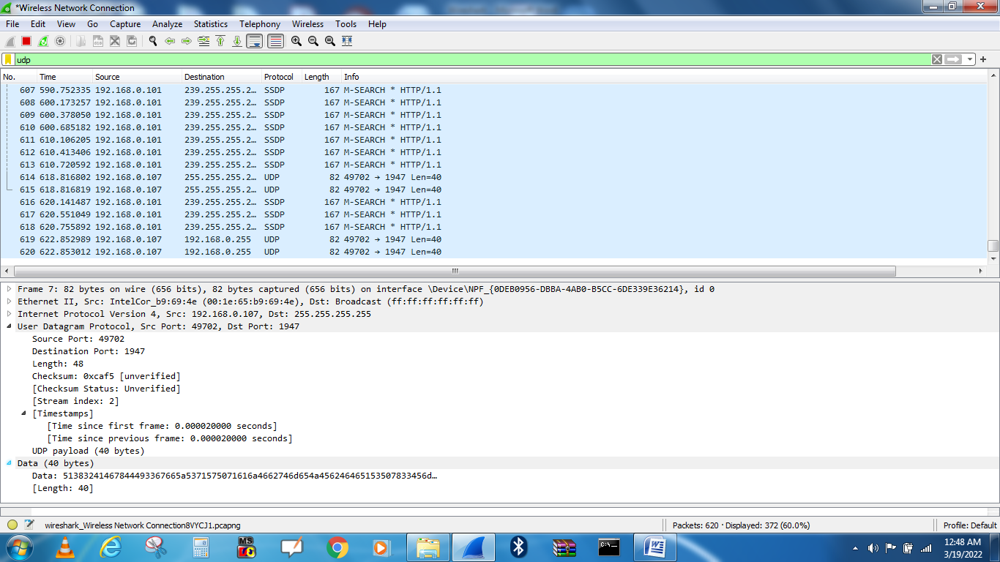 *Wireless Network Connection
File Edit View Go Capture Analyze Statistics Telephony Wireless Tools Help
udp
No. Time Source Destination Protocol Length Info
607 590.752335 192.168.0.101 239.255.255.2… SSDP 167 M-SEARCH * HTTP/1.1
608 600.173257 192.168.0.101 239.255.255.2… SSDP 167 M-SEARCH * HTTP/1.1
609 600.378050 192.168.0.101 239.255.255.2… SSDP 167 M-SEARCH * HTTP/1.1
610 600.685182 192.168.0.101 239.255.255.2… SSDP 167 M-SEARCH * HTTP/1.1
611 610.106205 192.168.0.101 239.255.255.2… SSDP 167 M-SEARCH * HTTP/1.1
612 610.413406 192.168.0.101 239.255.255.2… SSDP 167 M-SEARCH * HTTP/1.1
613 610.720592 192.168.0.101 239.255.255.2… SSDP 167 M-SEARCH * HTTP/1.1
614 618.816802 192.168.0.107 255.255.255.2… UDP 82 49702 → 1947 Len=40
615 618.816819 192.168.0.107 255.255.255.2… UDP 82 49702 → 1947 Len=40
616 620.141487 192.168.0.101 239.255.255.2… SSDP 167 M-SEARCH * HTTP/1.1
617 620.551049 192.168.0.101 239.255.255.2… SSDP 167 M-SEARCH * HTTP/1.1
618 620.755892 192.168.0.101 239.255.255.2… SSDP 167 M-SEARCH * HTTP/1.1
619 622.852989 192.168.0.107 192.168.0.255 UDP 82 49702 → 1947 Len=40
620 622.853012 192.168.0.107 192.168.0.255 UDP 82 49702 → 1947 Len=40
Frame 7: 82 bytes on wire (656 bits), 82 bytes captured (656 bits) on interface \Device\NPF_{0DEB0956-DBBA-4AB0-B5CC-6DE339E36214}, id 0
Ethernet II, Src: IntelCor_b9:69:4e (00:1e:65:b9:69:4e), Dst: Broadcast (ff:ff:ff:ff:ff:ff)
Internet Protocol Version 4, Src: 192.168.0.107, Dst: 255.255.255.255
User Datagram Protocol, Src Port: 49702, Dst Port: 1947
Source Port: 49702
Destination Port: 1947
Length: 48
Checksum: 0xcaf5 [unverified]
[Checksum Status: Unverified]
[Stream index: 2]
[Timestamps]
[Time since first frame: 0.000020000 seconds]
[Time since previous frame: 0.000020000 seconds]
UDP payload (40 bytes)
Data (40 bytes)
Data: 51383241467844493367665a5371575071616a4662746d654a456246465153507833456d…
[Length: 40]
wireshark_Wireless Network Connection8VYCJ1.pcapng
Packets: 620 · Displayed: 372 (60.0%)
Profile: Default
MS
C:\_
W
12:48 AM
3/19/2022